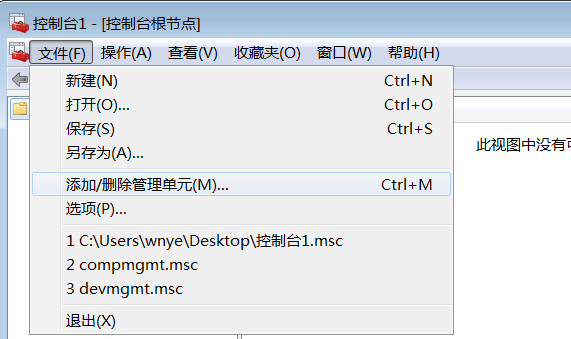 控制台1 - [控制台根节点]
文件(F) 操作(A) 查看(V) 收藏夹(O) 窗口(W) 帮助(H)
新建(N) Ctrl+N
打开(O)... Ctrl+O
保存(S) Ctrl+S
此视图中没有
另存为(A)...
添加/删除管理单元(M)... Ctrl+M
选项(P)...
1 C:\Users\wnye\Desktop\控制台1.msc
2 compmgmt.msc
3 devmgmt.msc
退出(X)